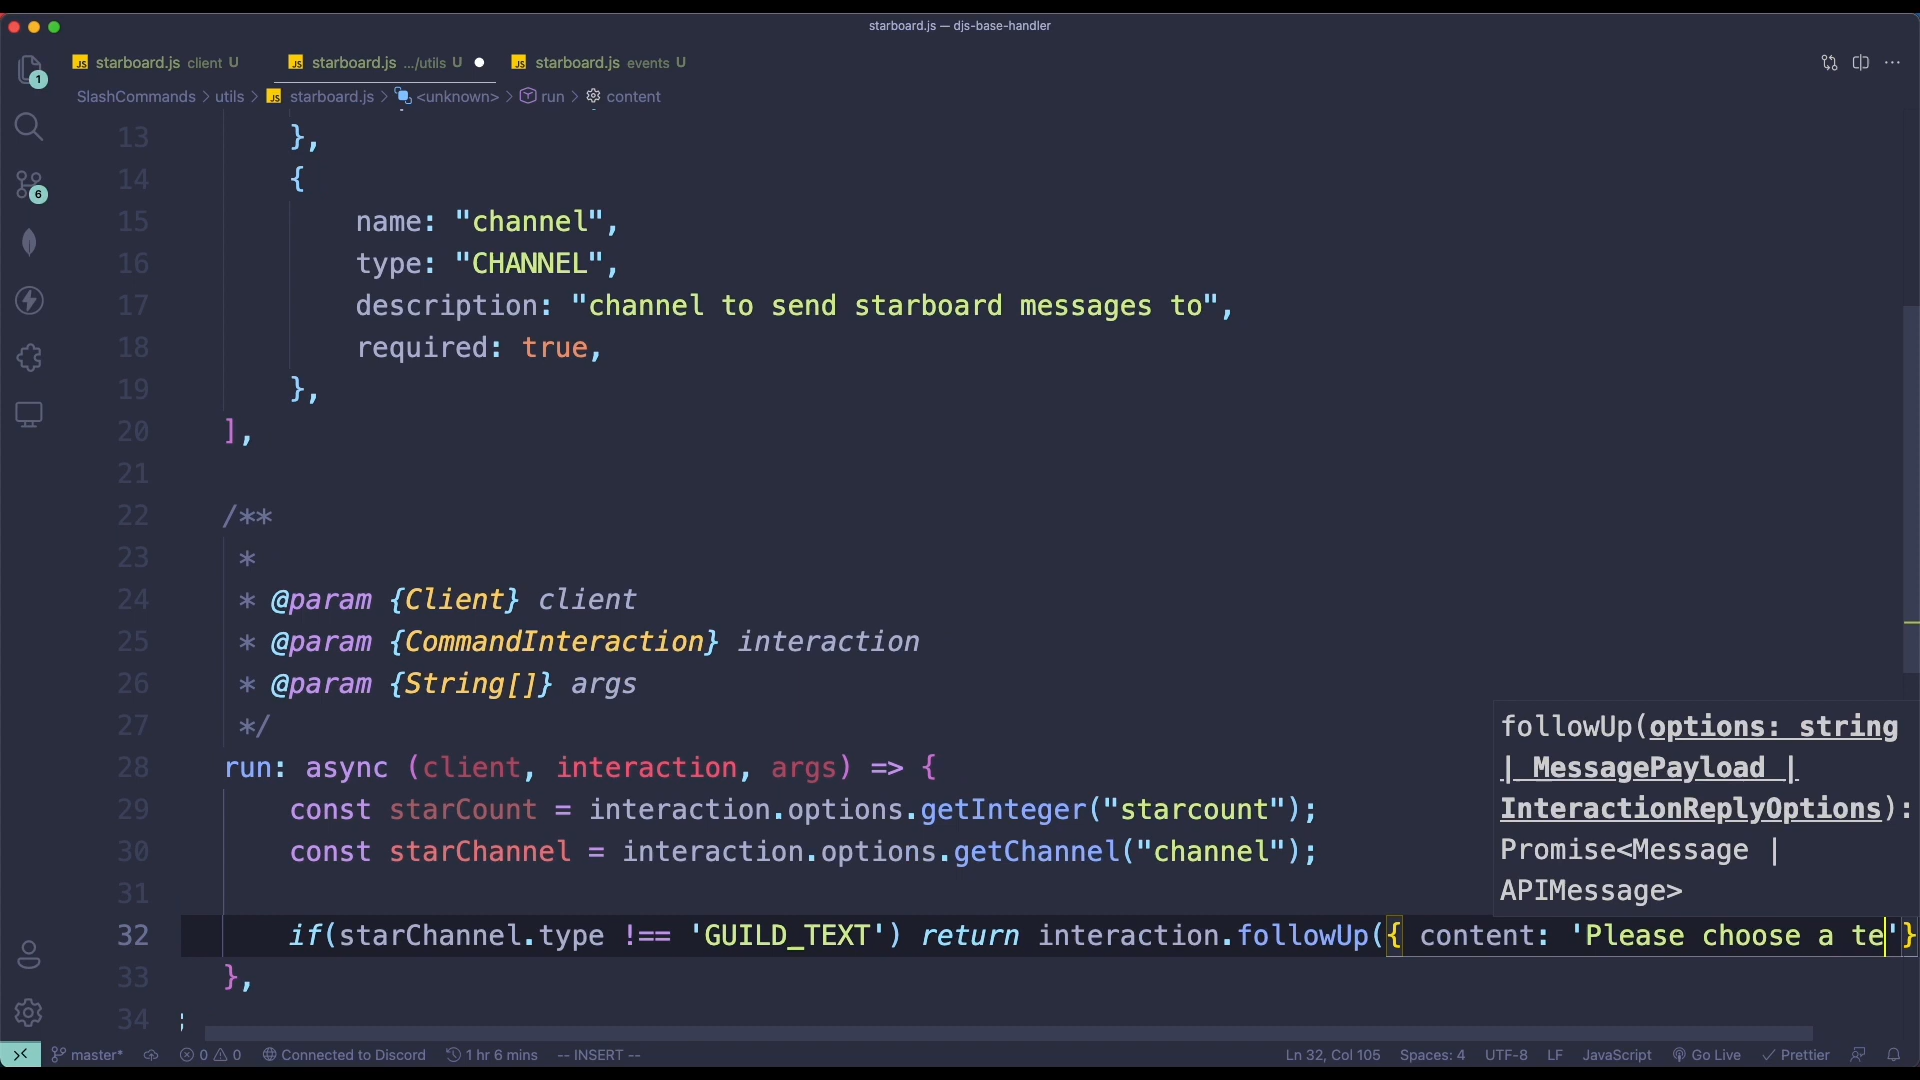 starboard.js — djs-base-handler
JS starboard.js client U
JS starboard.js .../utils U
JS starboard.js events U
SlashCommands > utils > JS starboard.js > <unknown> > run > content
1
6
13 },
14 {
15 name: "channel",
16 type: "CHANNEL",
17 description: "channel to send starboard messages to",
18 required: true,
19 },
20 ],
21
22 /**
23 *
24 * @param {Client} client
25 * @param {CommandInteraction} interaction
26 * @param {String[]} args
27 */
28 run: async (client, interaction, args) => {
29 const starCount = interaction.options.getInteger("starcount");
30 const starChannel = interaction.options.getChannel("channel");
31
32 if(starChannel.type !== 'GUILD_TEXT') return interaction.followUp({ content: 'Please choose a te'}
33 },
34 ;
followUp(options: string
| MessagePayload |
InteractionReplyOptions):
Promise<Message |
APIMessage>
master* 0 0 Connected to Discord 1 hr 6 mins -- INSERT -- Ln 32, Col 105 Spaces: 4 UTF-8 LF JavaScript Go Live Prettier